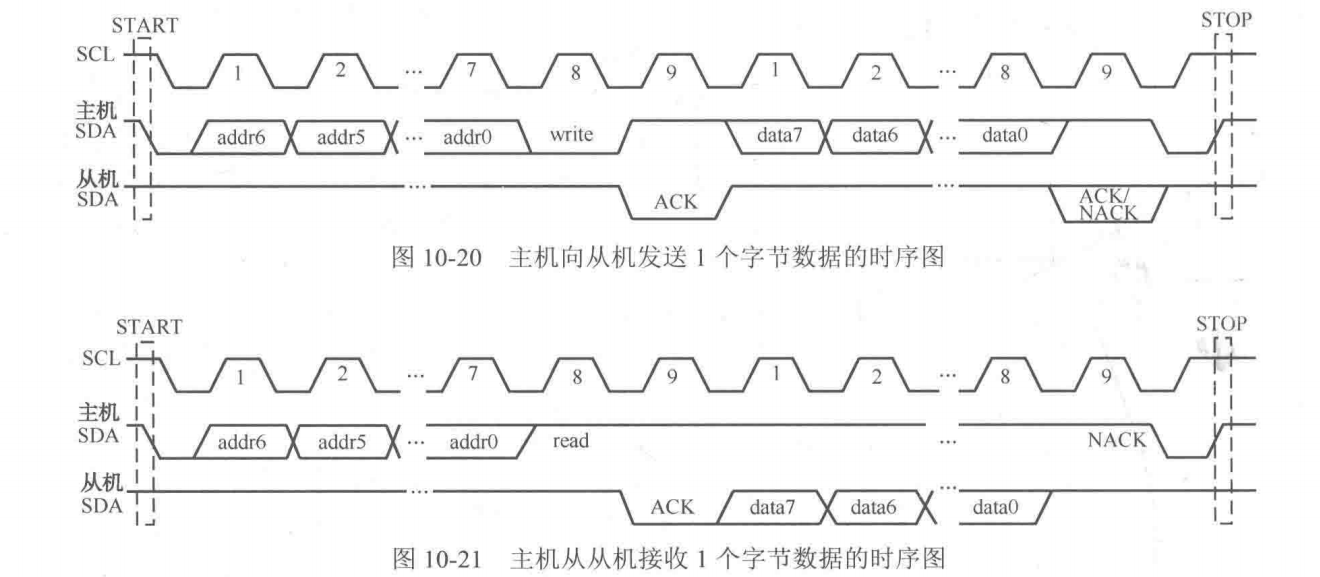 START STOP
SCL 1 2 ... 7 8 9 1 2 ... 8 9
主机
SDA addr6 addr5 ... addr0 write data7 data6 ... data0
从机
SDA ... ACK ... ACK/
NACK
图 10-20 主机向从机发送 1 个字节数据的时序图
START STOP
SCL 1 2 ... 7 8 9 1 2 ... 8 9
主机
SDA addr6 addr5 ... addr0 read ... NACK
从机
SDA ... ACK data7 data6 ... data0
图 10-21 主机从从机接收 1 个字节数据的时序图